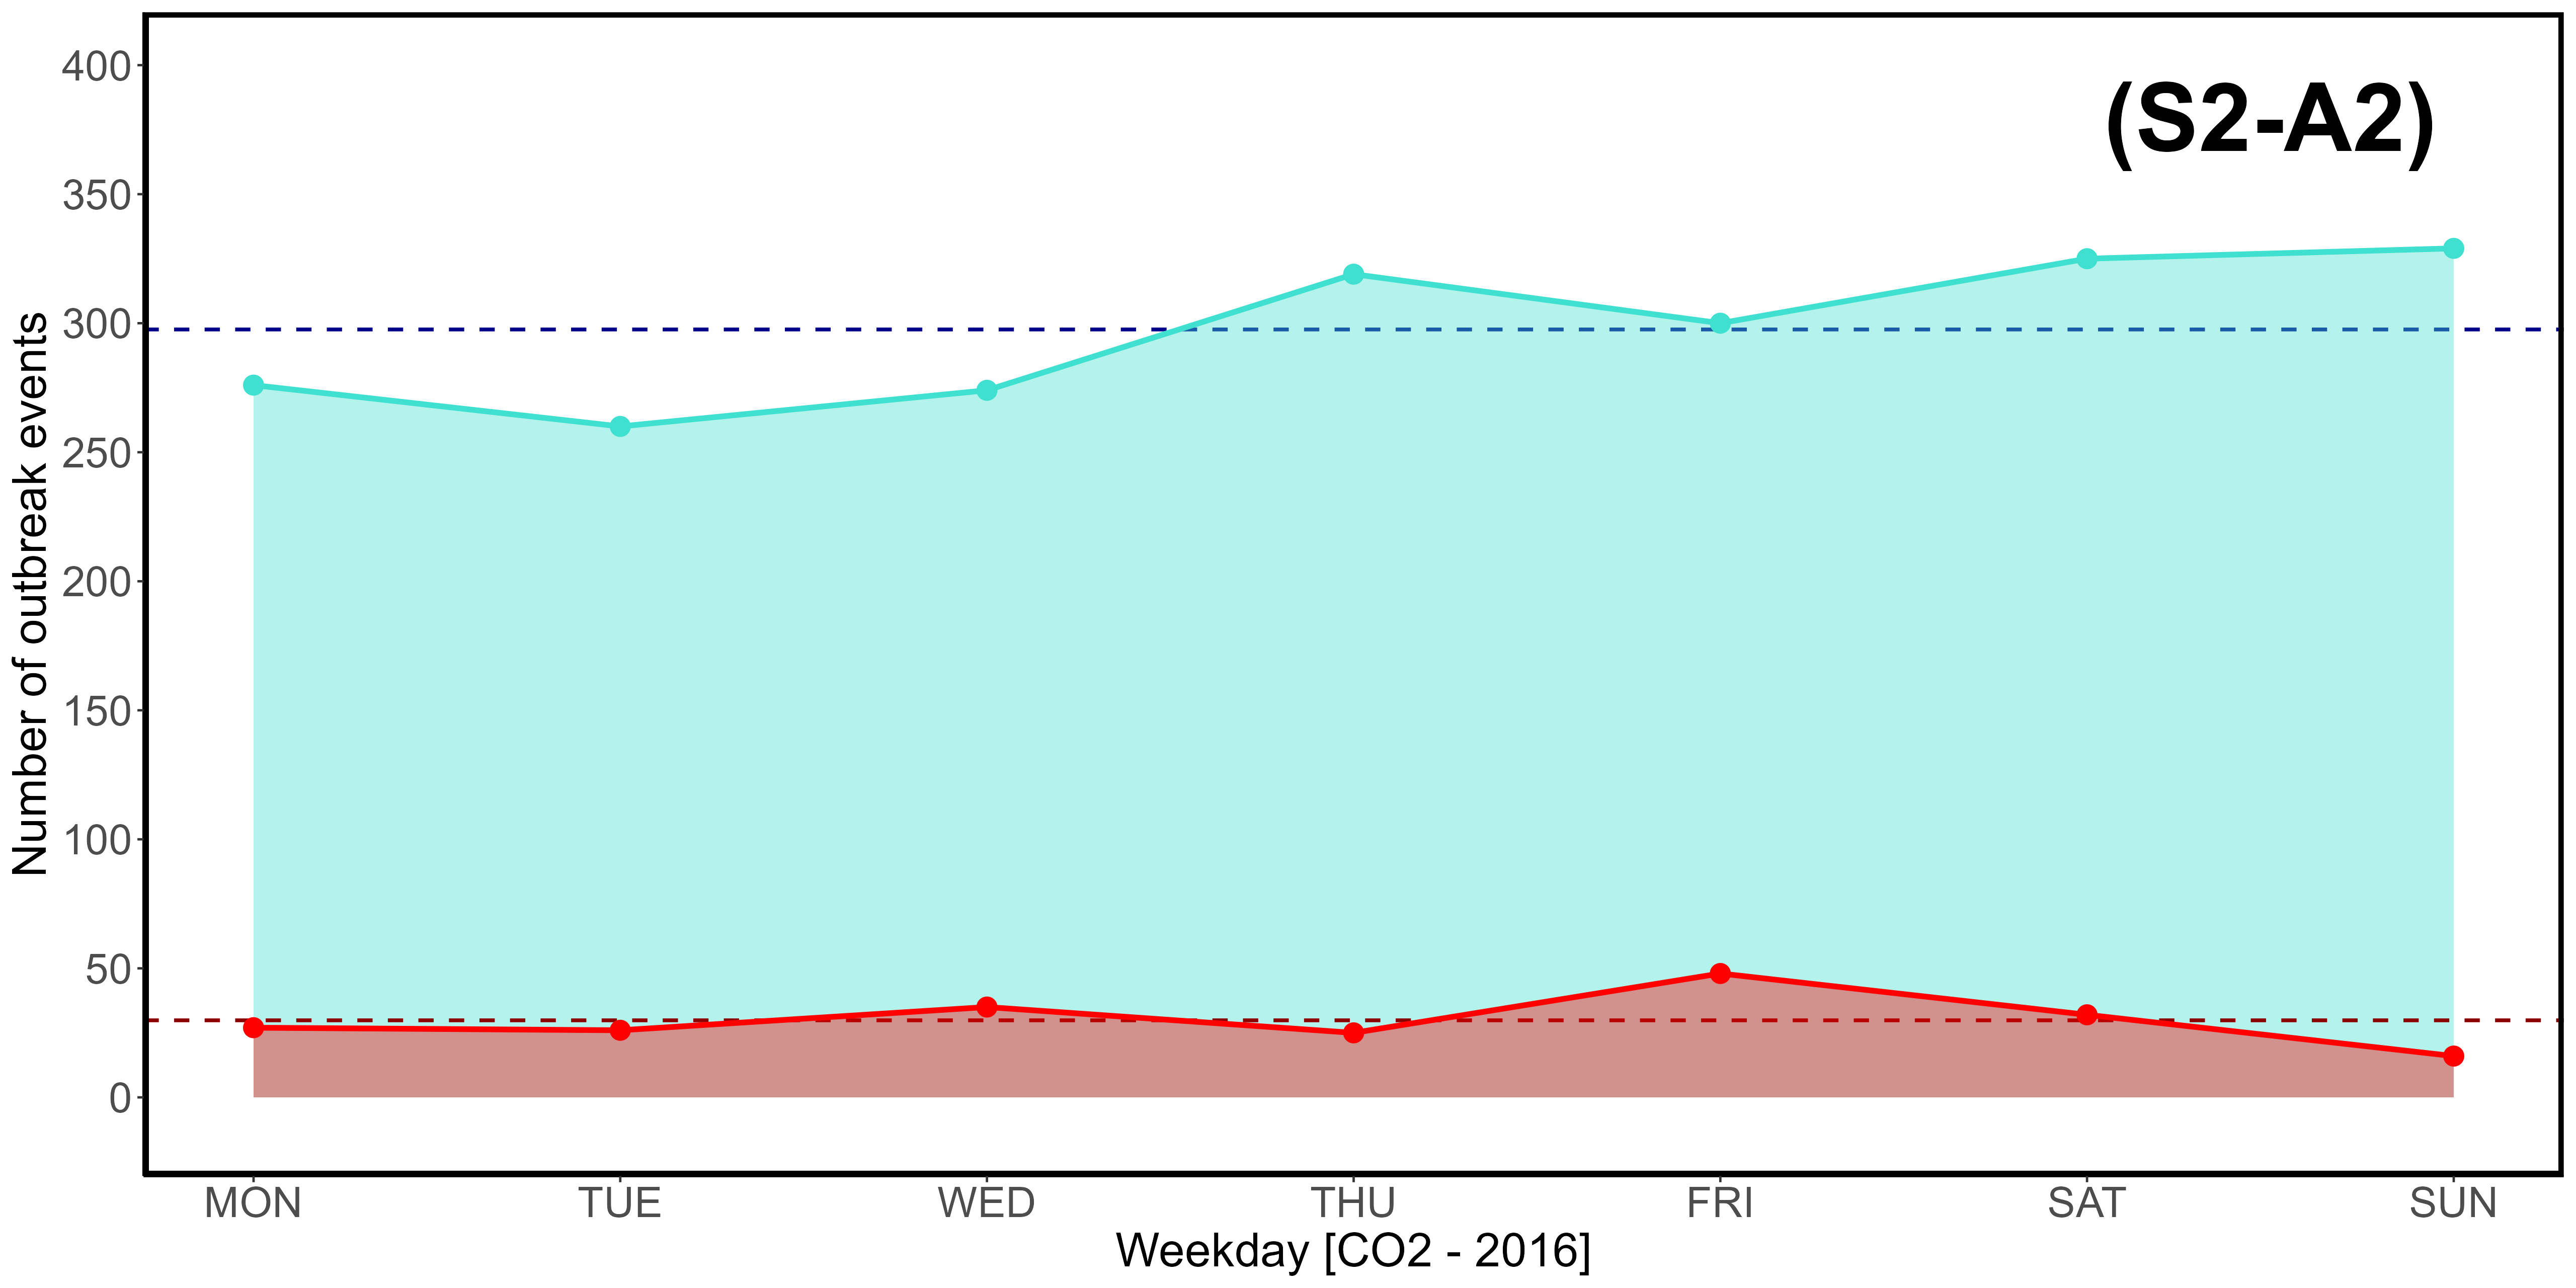 (S2-A2)
Number of outbreak events
400
350
300
250
200
150
100
50
0
MON TUE WED THU FRI SAT SUN
Weekday [CO2 - 2016]